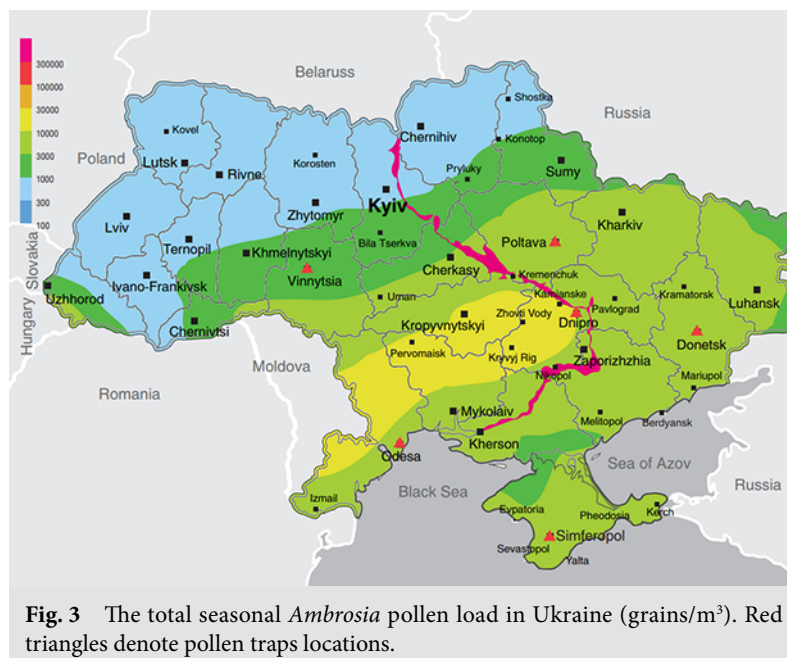 Belaruss
Russia
Poland
Slovakia
Hungary
Romania
Moldova
Black Sea
Sea of Azov
Russia
300000
100000
30000
10000
3000
1000
300
100
Shostka
Kovel
Chernihiv
Konotop
Lutsk
Rivne
Korosten
Pryluky
Sumy
Kyiv
Zhytomyr
Lviv
Ternopil
Khmelnytskyi
Bila Tserkva
Poltava
Kharkiv
Ivano-Frankivsk
Vinnytsia
Cherkasy
Kremenchuk
Uzhhorod
Uman
Kamianske
Pavlograd
Kramatorsk
Luhansk
Chernivtsi
Kropyvnytskyi
Zhovti Vody
Dnipro
Pervomaisk
Kryvyj Rig
Zaporizhzhia
Donetsk
Nikopol
Mariupol
Mykolaiv
Melitopol
Berdyansk
Kherson
Odesa
Izmail
Eypatoria
Pheodosia
Kerch
Simferopol
Sevastopol
Yalta
Fig. 3 The total seasonal Ambrosia pollen load in Ukraine (grains/m³). Red
triangles denote pollen traps locations.